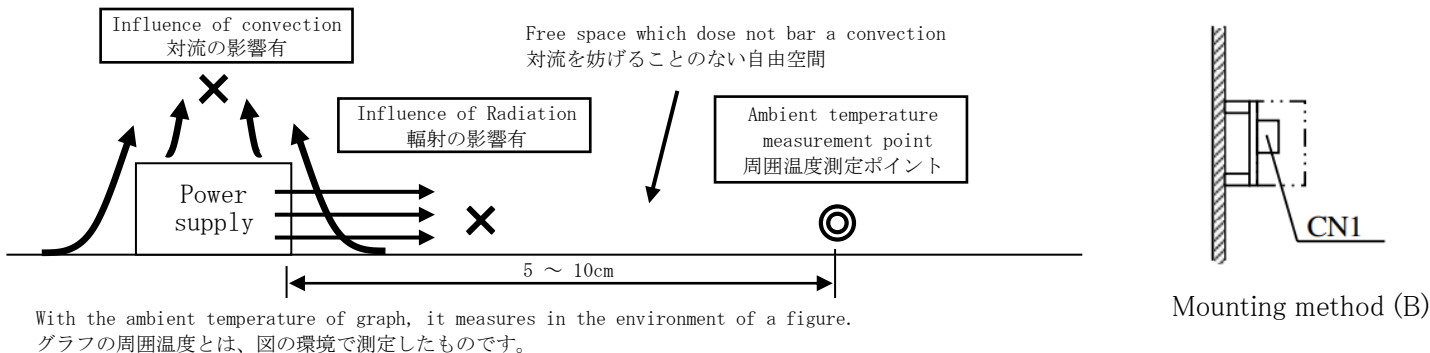 Influence of convection
対流の影響有
Free space which dose not bar a convection
対流を妨げることのない自由空間
Influence of Radiation
輻射の影響有
Ambient temperature
measurement point
周囲温度測定ポイント
Power
supply
CN1
5 ～ 10cm
Mounting method (B)
With the ambient temperature of graph, it measures in the environment of a figure.
グラフの周囲温度とは、図の環境で測定したものです。